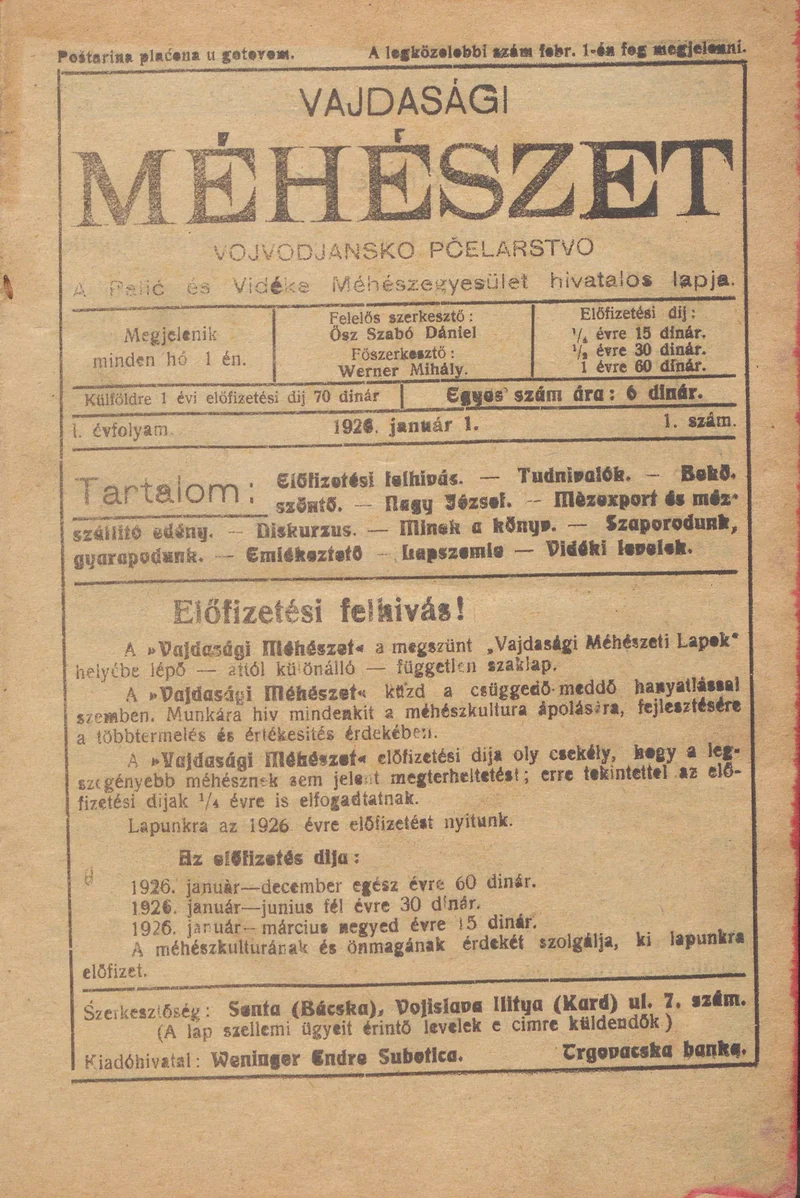 Poštarina plaćena u gotovom. A legközelebbi szám febr. 1-én fog megjelenni.
VAJDASÁGI
MÉHÉSZET
VOJVODJANSKO PČELARSTVO
A Palić és Vidéke Méhészegyesület hivatalos lapja.
Megjelenik
minden hó 1 én.
Felelős szerkesztő:
Ősz Szabó Dániel
Főszerkesztő:
Werner Mihály.
Előfizetési díj:
¼ évre 15 dinár.
½ évre 30 dinár.
1 évre 60 dinár.
Külföldre 1 évi előfizetési dij 70 dinár
Egyes szám ára: 6 dinár.
I. évfolyam. 1926. január 1. 1. szám.
Tartalom: Előfizetési felhivás. — Tudnivalók. — Bekö.
szöntő. — Nagy József. — Mèzexport és méz-
szállító edény. — Diskurzus. — Minek a könyv. — Szaporodunk,
gyarapodunk. — Emlékeztető — Lapszemle — Vidéki levelek.
Előfizetési felhivás!
A »Vajdasági Méhészet« a megszünt „Vajdasági Méhészeti Lapok"
helyébe lépő — attól különálló — független szaklap.
A »Vajdasági Méhészet« küzd a csüggedő-meddő hanyatlással
szemben. Munkára hiv mindenkit a méhészkultura ápolására, fejlesztésére
a többtermelés és értékesités érdekében.
A »Vajdasági Méhészet« előfizetési dija oly csekély, hogy a leg-
szegényebb méhésznek sem jelent megterheltetést; erre tekintettel az elő-
fizetési dijak ¼ évre is elfogadtatnak.
Lapunkra az 1926 évre előfizetést nyitunk.
Az előfizetés dija:
1926. január—december egész évre 60 dinár.
1926. január—junius fél évre 30 dinár.
1926. január—március negyed évre 15 dinár.
A méhészkulturának és önmagának érdekét szolgálja, ki lapunkra
előfizet.
Szerkesztőség: Senta (Bácska), Vojislava Ilitya (Kard) ul. 7. szám.
(A lap szellemi ügyeit érintő levelek e cimre küldendők)
Kiadóhivatal: Weninger Endre Subotica. Trgovacska banka.